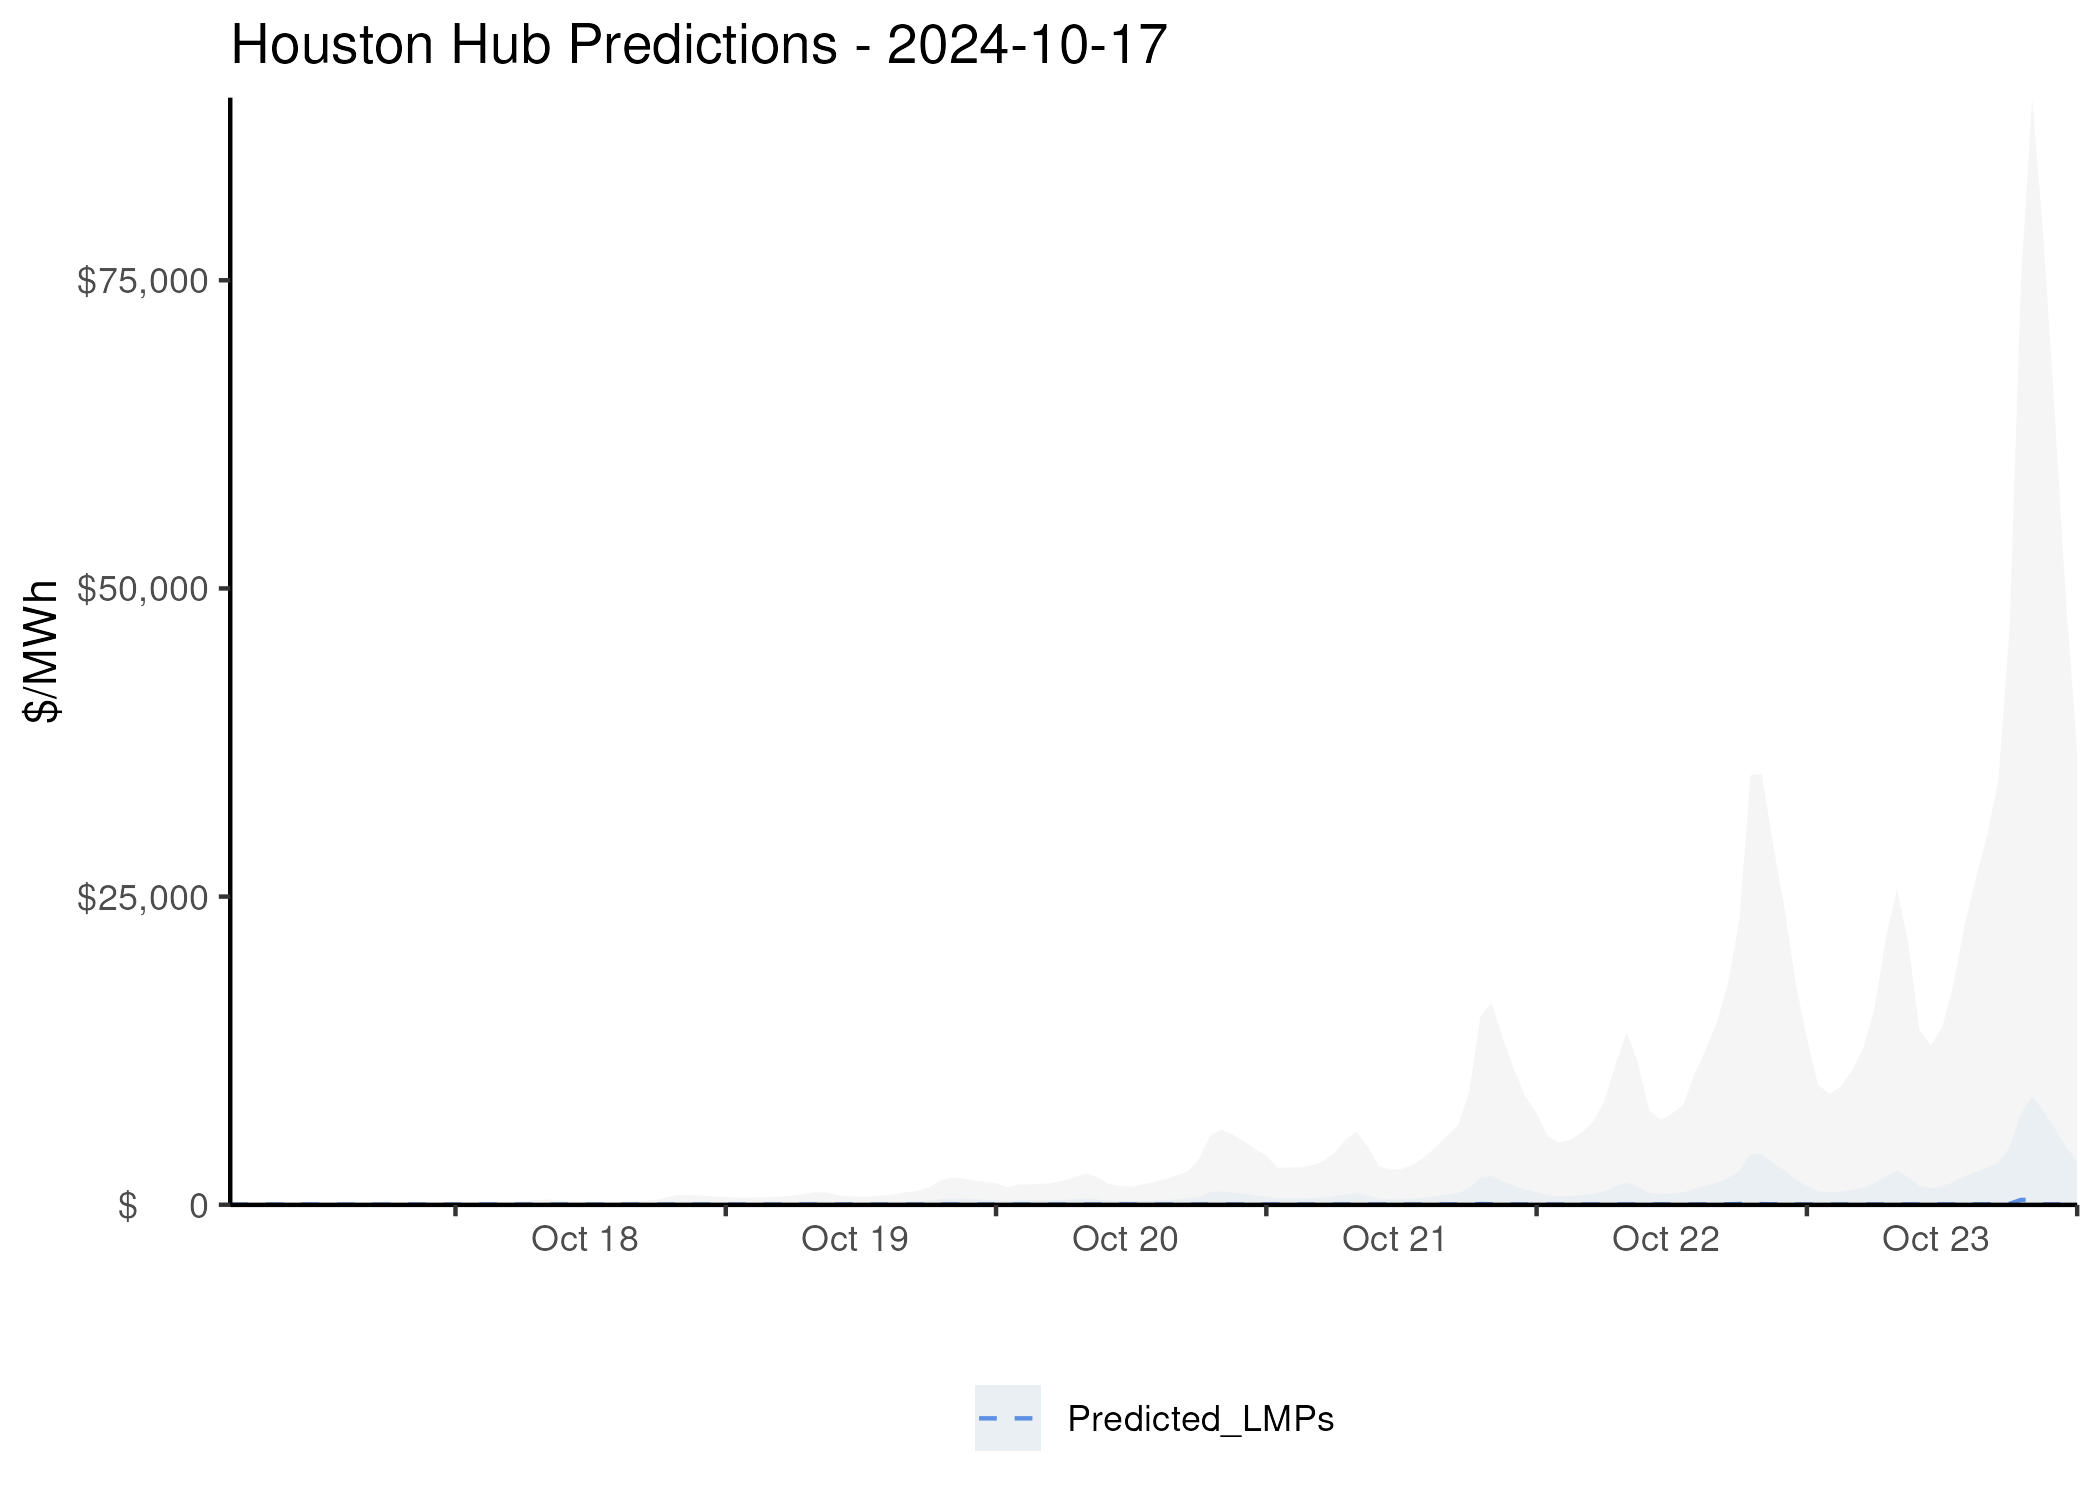 Houston Hub Predictions - 2024-10-17
$/MWh
$75,000
$50,000
$25,000
$ 0
Oct 18 Oct 19 Oct 20 Oct 21 Oct 22 Oct 23
Predicted_LMPs